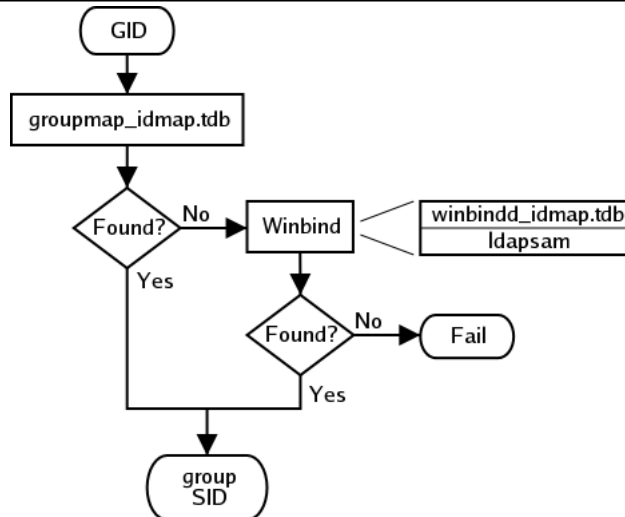 GID
groupmap_idmap.tdb
Found?
No
Winbind
winbindd_idmap.tdb
ldapsam
Yes
Found?
No
Fail
Yes
group
SID